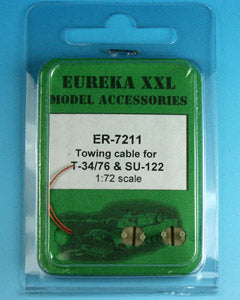 EUREKA XXL
MODEL ACCESSORIES
ER-7211
Towing cable for
T-34/76 & SU-122
1:72 scale